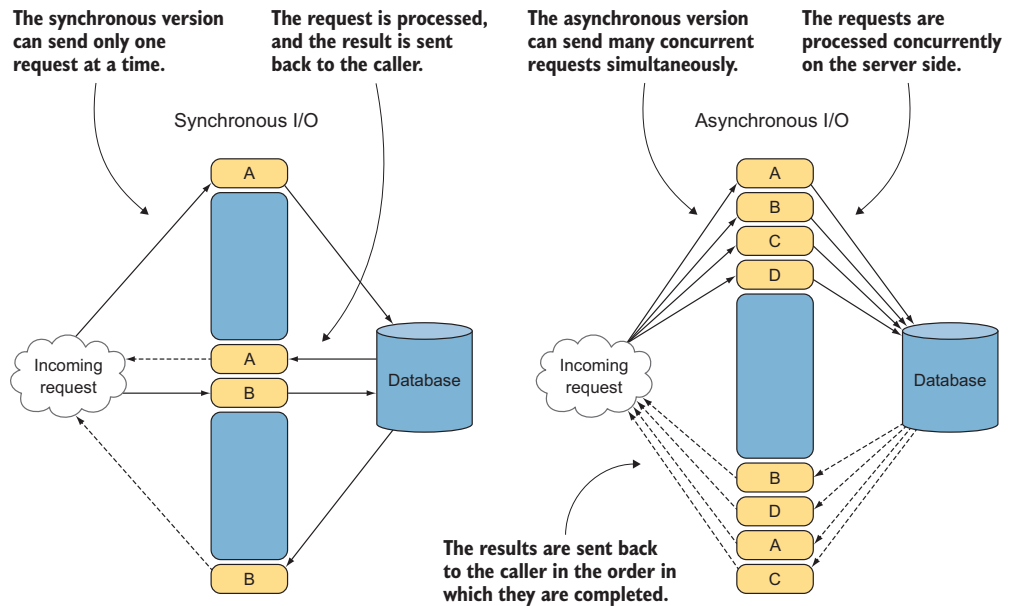 The synchronous version
can send only one
request at a time.
The request is processed,
and the result is sent
back to the caller.
The asynchronous version
can send many concurrent
requests simultaneously.
The requests are
processed concurrently
on the server side.
Synchronous I/O
A
A
B
B
Incoming
request
Database
Asynchronous I/O
A
B
C
D
Incoming
request
Database
B
D
A
C
The results are sent back
to the caller in the order in
which they are completed.